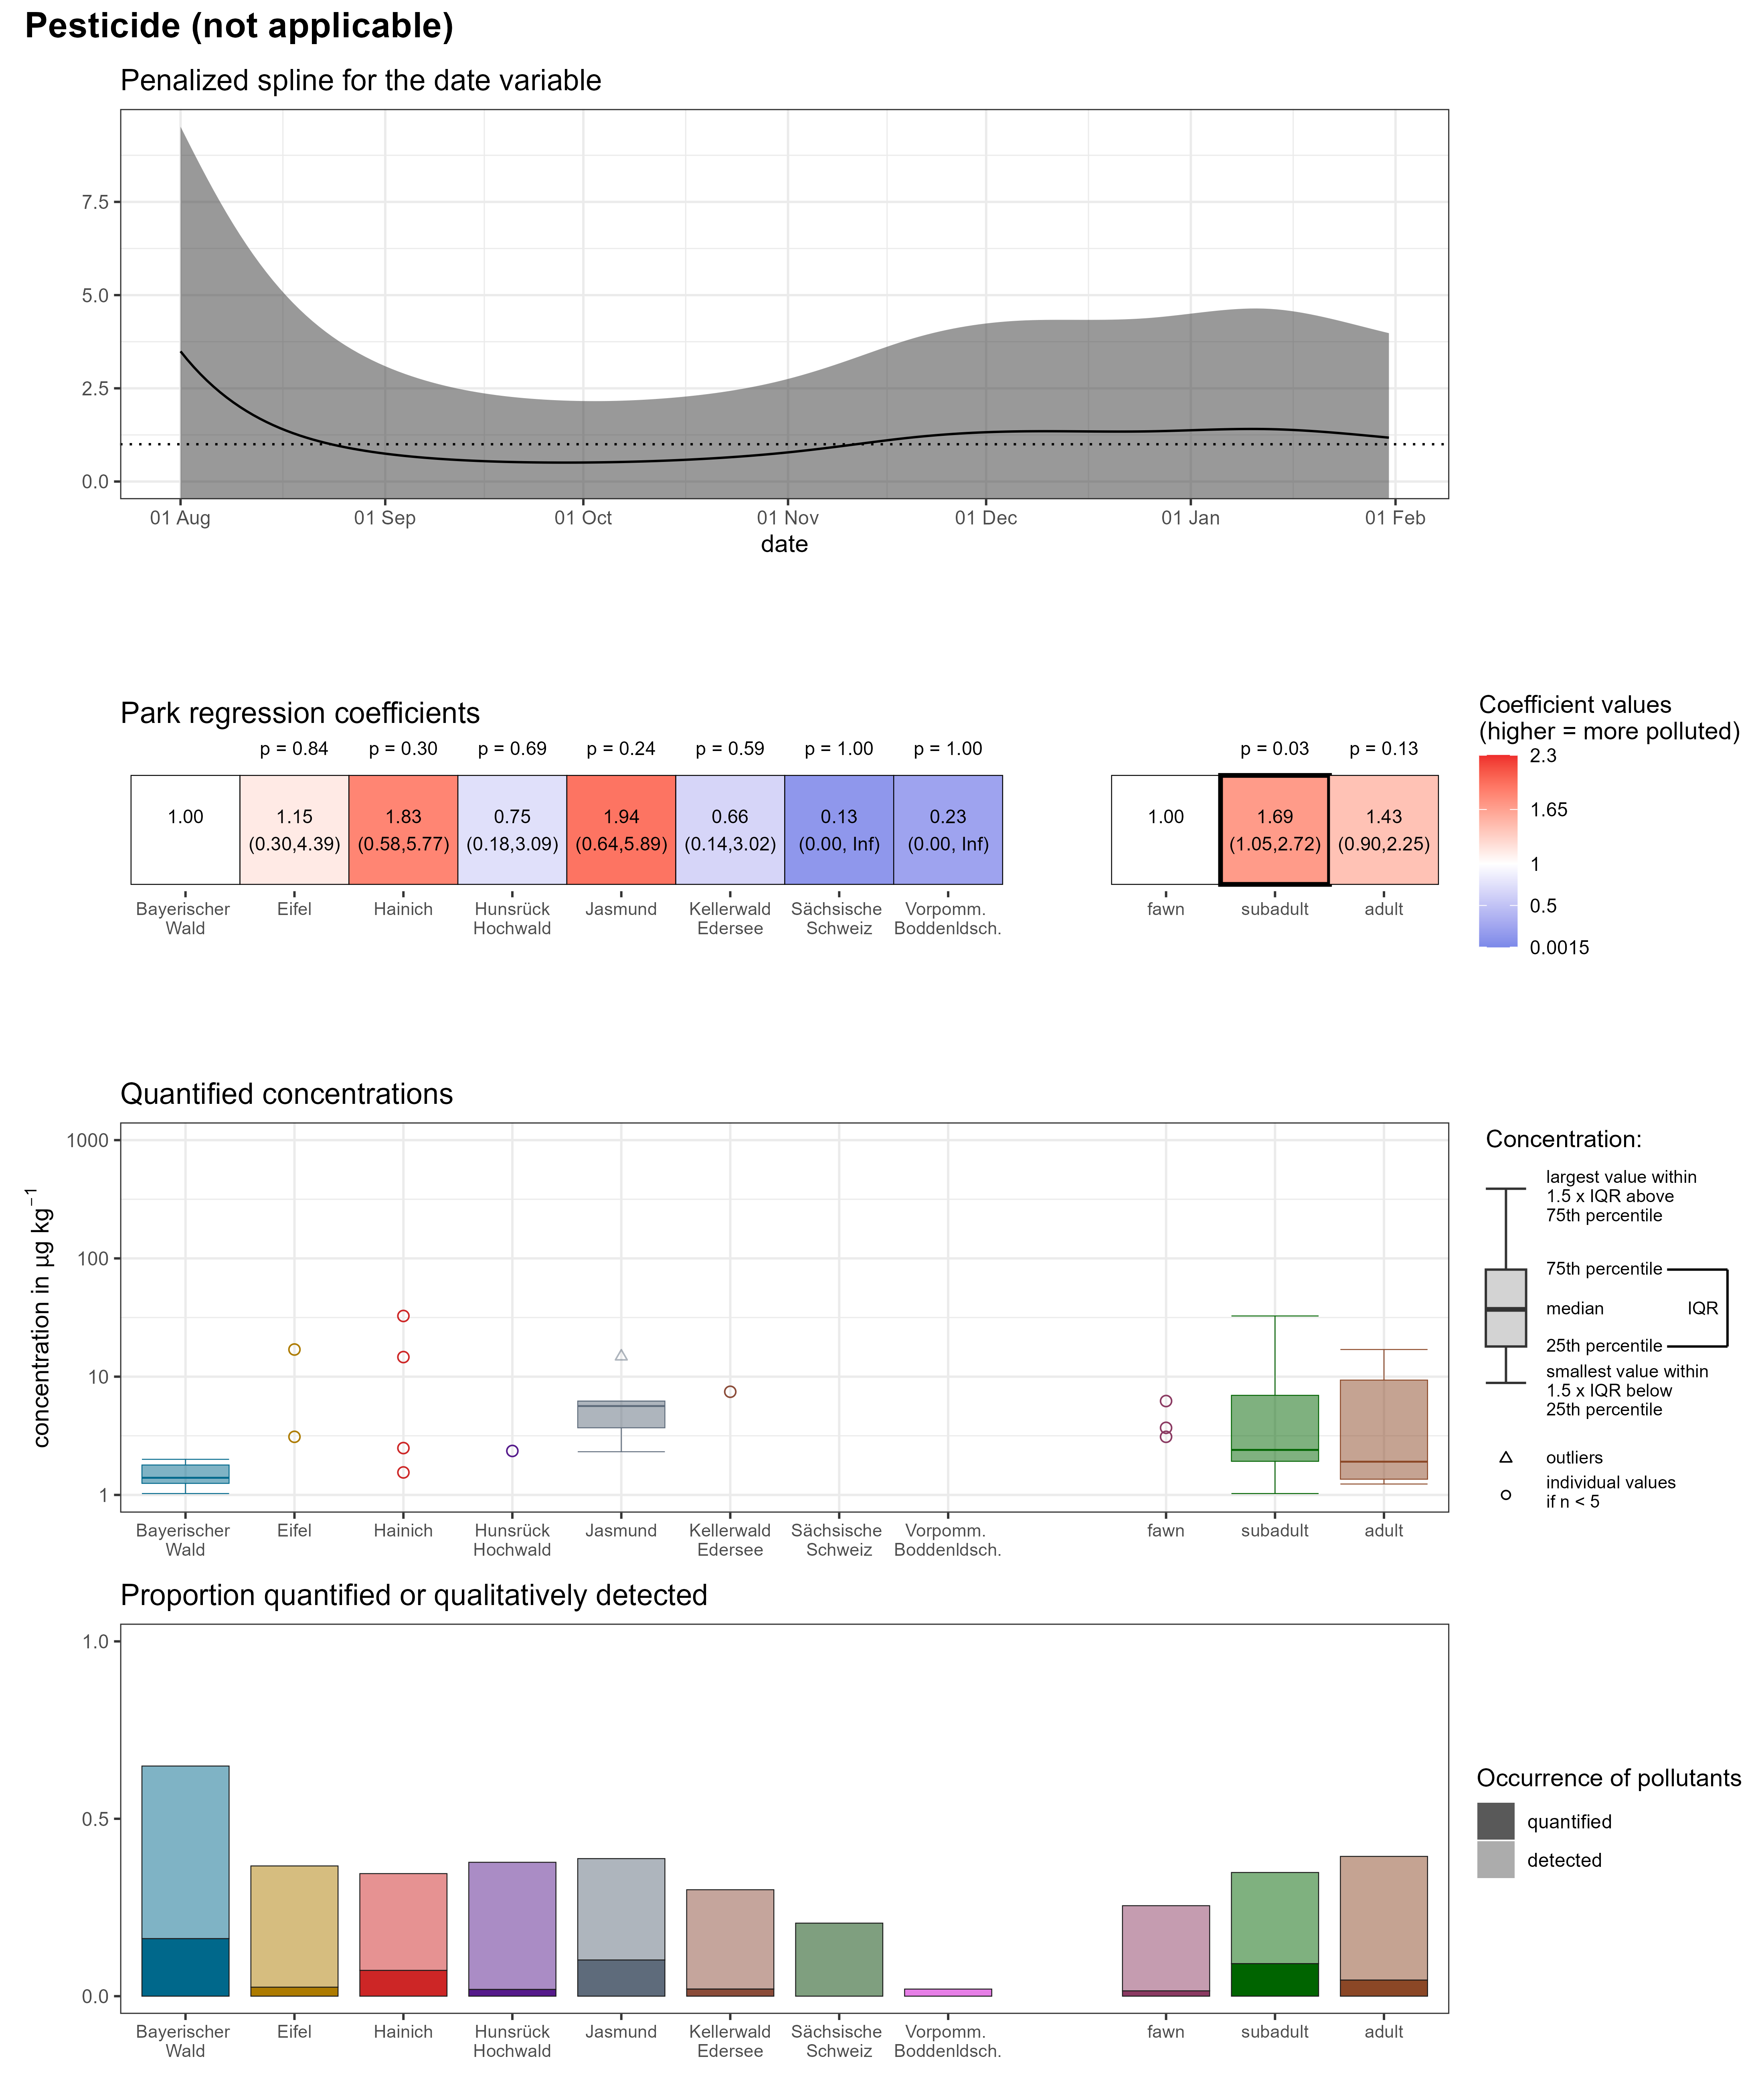 Pesticide (not applicable)
Penalized spline for the date variable
7.5
5.0
2.5
0.0
01 Aug 01 Sep 01 Oct 01 Nov 01 Dec 01 Jan 01 Feb
date
Park regression coefficients
p = 0.84 p = 0.30 p = 0.69 p = 0.24 p = 0.59 p = 1.00 p = 1.00 p = 0.03 p = 0.13
1.00 1.15 1.83 0.75 1.94 0.66 0.13 0.23 1.00 1.69 1.43
(0.30,4.39) (0.58,5.77) (0.18,3.09) (0.64,5.89) (0.14,3.02) (0.00, Inf) (0.00, Inf) (1.05,2.72) (0.90,2.25)
Bayerischer Eifel Hainich Hunsrück Jasmund Kellerwald Sächsische Vorpomm. fawn subadult adult
Wald Hochwald Edersee Schweiz Boddenldsch.
Coefficient values
(higher = more polluted)
2.3
1.65
1
0.5
0.0015
Quantified concentrations
concentration in µg kg⁻¹
1000
100
10
1
Bayerischer Eifel Hainich Hunsrück Jasmund Kellerwald Sächsische Vorpomm. fawn subadult adult
Wald Hochwald Edersee Schweiz Boddenldsch.
Concentration:
largest value within
1.5 x IQR above
75th percentile
75th percentile
median IQR
25th percentile
smallest value within
1.5 x IQR below
25th percentile
outliers
individual values
if n < 5
Proportion quantified or qualitatively detected
1.0
0.5
0.0
Bayerischer Eifel Hainich Hunsrück Jasmund Kellerwald Sächsische Vorpomm. fawn subadult adult
Wald Hochwald Edersee Schweiz Boddenldsch.
Occurrence of pollutants
quantified
detected